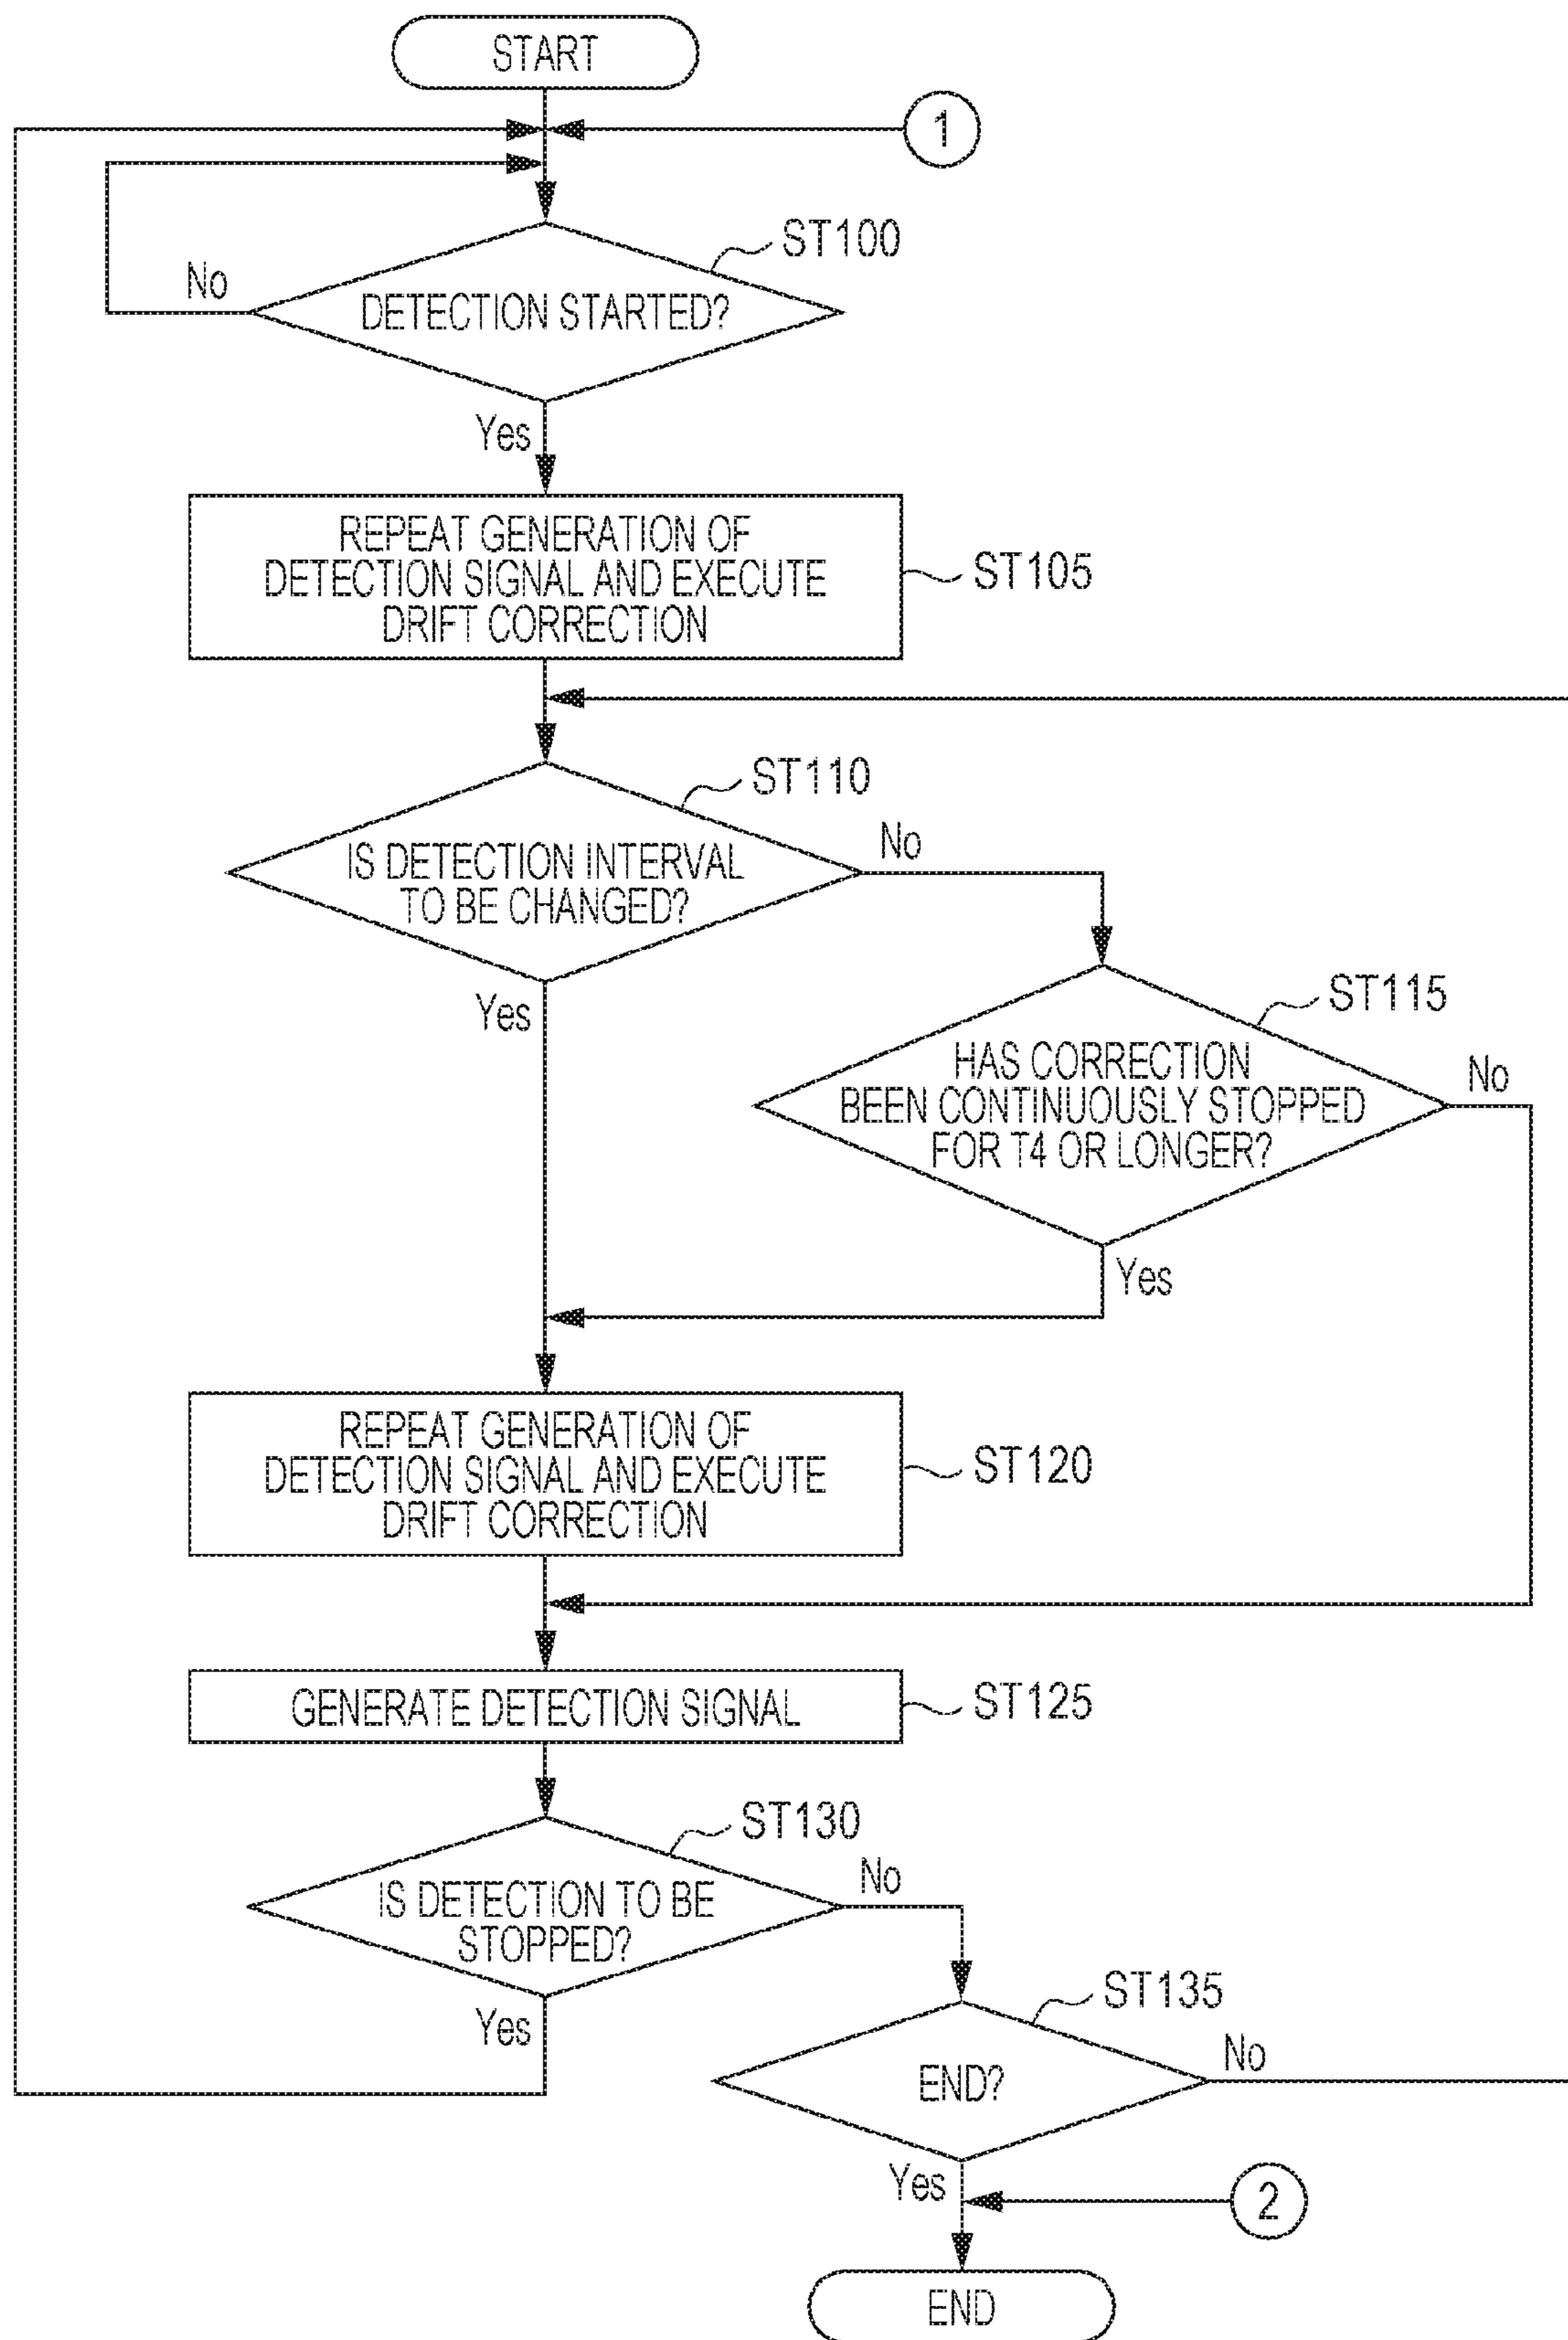 START
1
ST100
No
DETECTION STARTED?
Yes
REPEAT GENERATION OF
DETECTION SIGNAL AND EXECUTE
DRIFT CORRECTION
ST105
ST110
No
IS DETECTION INTERVAL
TO BE CHANGED?
Yes
ST115
HAS CORRECTION
BEEN CONTINUOUSLY STOPPED
FOR T4 OR LONGER?
No
Yes
REPEAT GENERATION OF
DETECTION SIGNAL AND EXECUTE
DRIFT CORRECTION
ST120
GENERATE DETECTION SIGNAL
ST125
ST130
No
IS DETECTION TO BE
STOPPED?
Yes
ST135
END?
No
Yes
2
END